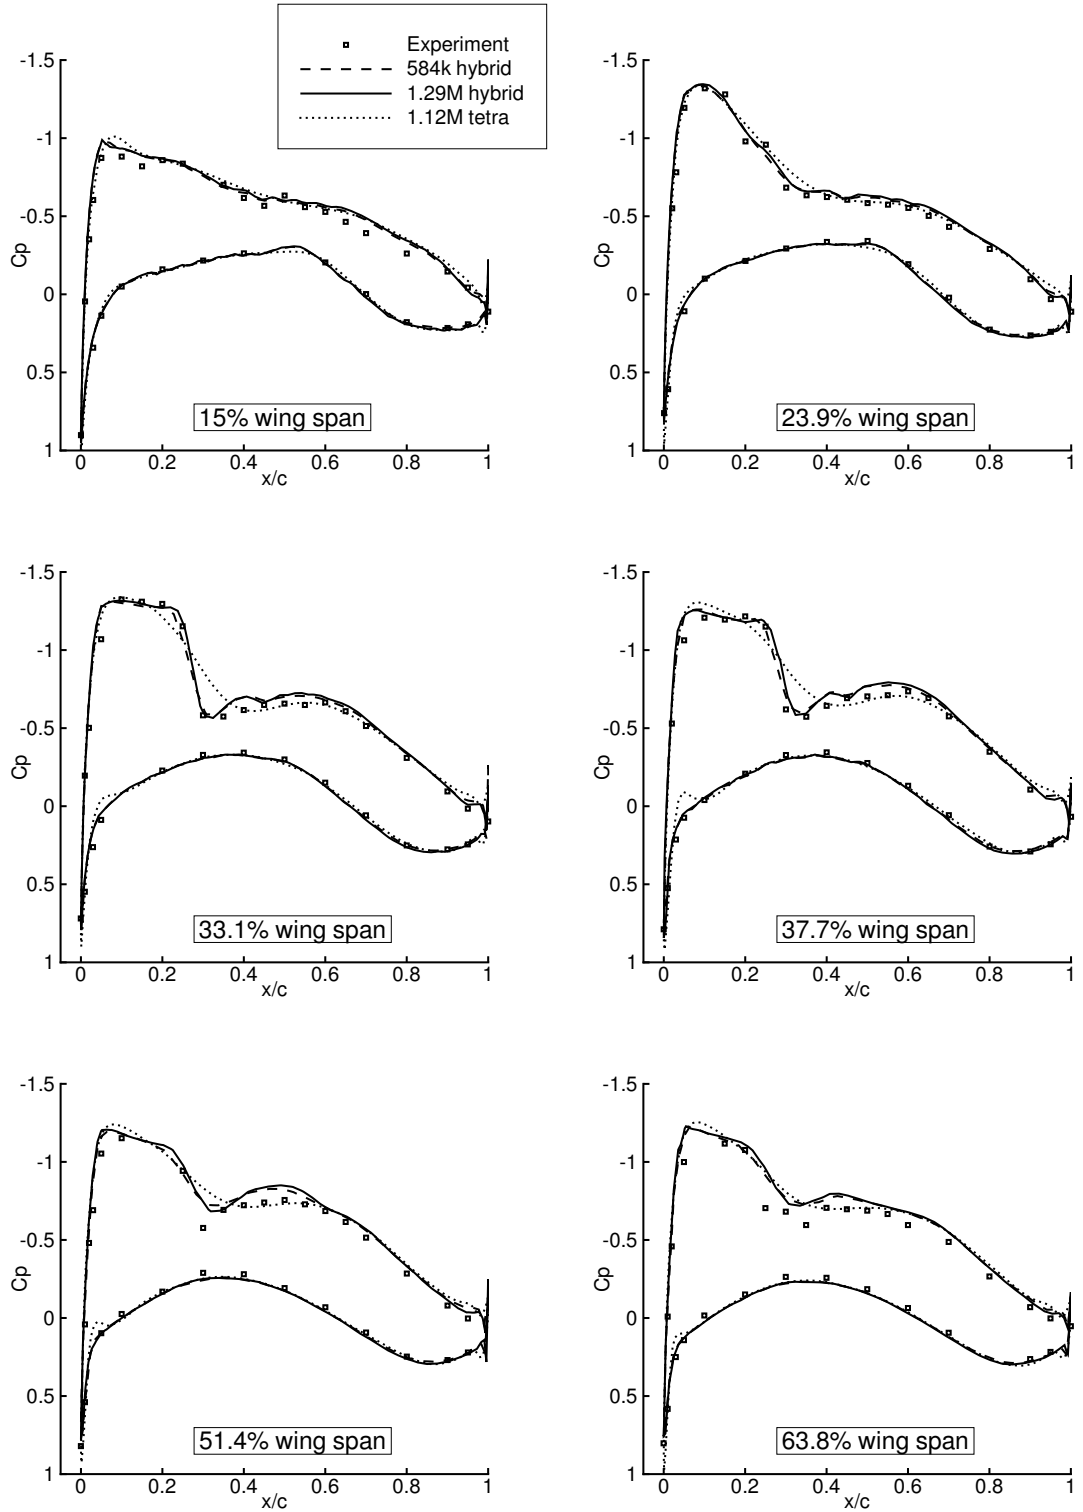 Experiment
584k hybrid
1.29M hybrid
1.12M tetra
-1.5
-1
-0.5
0
0.5
1
Cp
0 0.2 0.4 0.6 0.8 1
x/c
15% wing span
-1.5
-1
-0.5
0
0.5
1
Cp
0 0.2 0.4 0.6 0.8 1
x/c
23.9% wing span
-1.5
-1
-0.5
0
0.5
1
Cp
0 0.2 0.4 0.6 0.8 1
x/c
33.1% wing span
-1.5
-1
-0.5
0
0.5
1
Cp
0 0.2 0.4 0.6 0.8 1
x/c
37.7% wing span
-1.5
-1
-0.5
0
0.5
1
Cp
0 0.2 0.4 0.6 0.8 1
x/c
51.4% wing span
-1.5
-1
-0.5
0
0.5
1
Cp
0 0.2 0.4 0.6 0.8 1
x/c
63.8% wing span